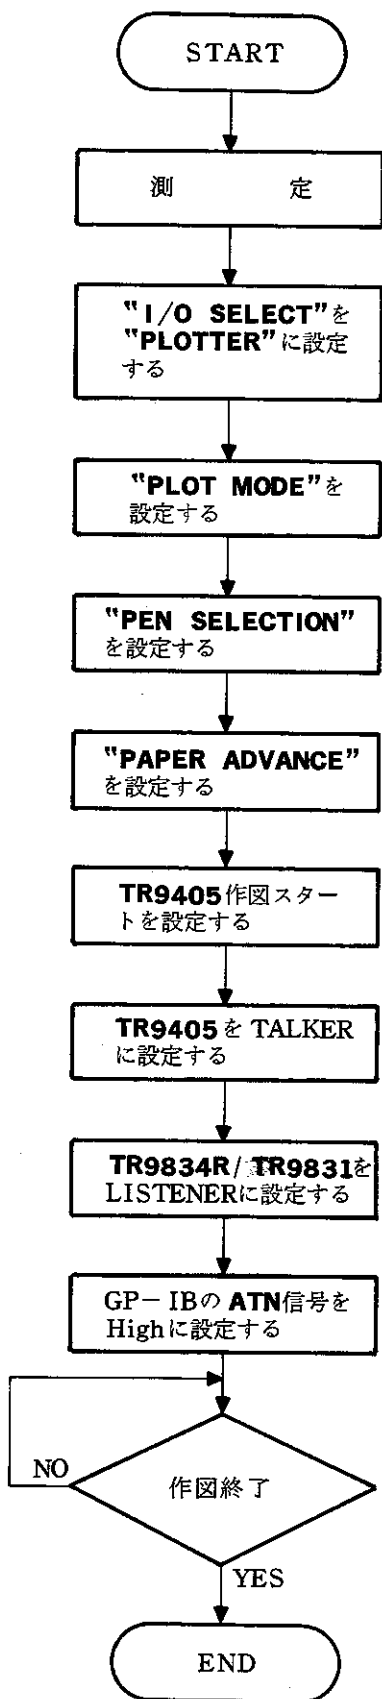 START
測 定
"I/O SELECT"を
"PLOTTER"に設定
する
"PLOT MODE"を
設定する
"PEN SELECTION"
を設定する
"PAPER ADVANCE"
を設定する
TR9405作図スター
トを設定する
TR9405をTALKER
に設定する
TR9834R/TR9831を
LISTENERに設定する
GP-IBのATN信号を
Highに設定する
NO
作図終了
YES
END